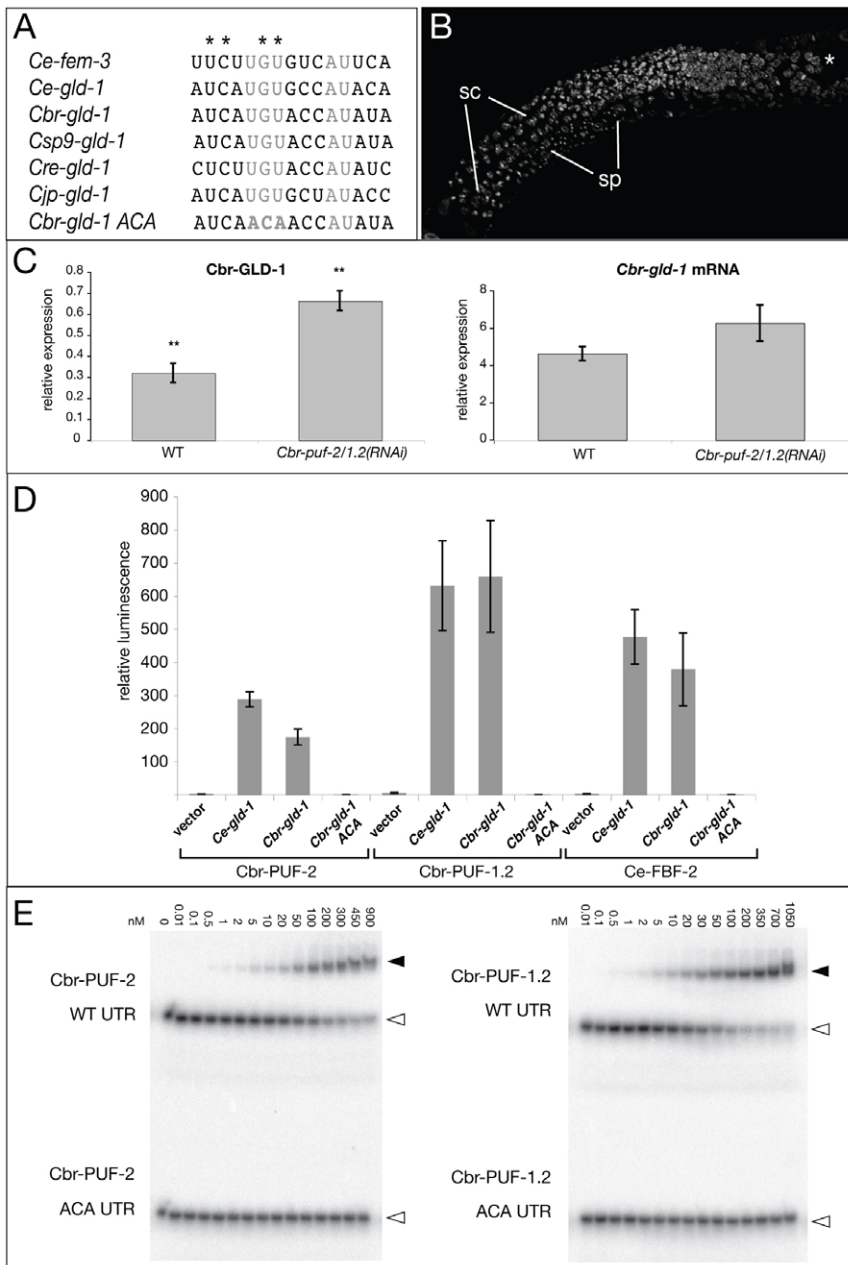 A
* * * *
Ce-fem-3 UUCUUGUGUCAUUCA
Ce-gld-1 AUCAUGUGCCAUACA
Cbr-gld-1 AUCAUGUACCAUAUA
Csp9-gld-1 AUCAUGUACCAUAUA
Cre-gld-1 CUCUUGUACCAUAUC
Cjp-gld-1 AUCAUGUGCUAUACC
Cbr-gld-1 ACA AUCAACAACCAUAUA
B
*
sc
sp
C
Cbr-GLD-1
relative expression
0.8
0.7
0.6
0.5
0.4
0.3
0.2
0.1
0
**
**
WT
Cbr-puf-2/1.2(RNAi)
Cbr-gld-1 mRNA
relative expression
8
6
4
2
0
WT
Cbr-puf-2/1.2(RNAi)
D
relative luminescence
900
800
700
600
500
400
300
200
100
vector
Ce-gld-1
Cbr-gld-1
Cbr-gld-1 ACA
vector
Ce-gld-1
Cbr-gld-1
Cbr-gld-1 ACA
vector
Ce-gld-1
Cbr-gld-1
Cbr-gld-1 ACA
Cbr-PUF-2
Cbr-PUF-1.2
Ce-FBF-2
E
nM 0 0.01 0.1 0.5 1 2 5 10 20 50 100 200 300 450 900
Cbr-PUF-2
WT UTR
Cbr-PUF-2
ACA UTR
nM 0.01 0.1 0.5 1 2 5 10 20 30 50 100 200 350 700 1050
Cbr-PUF-1.2
WT UTR
Cbr-PUF-1.2
ACA UTR